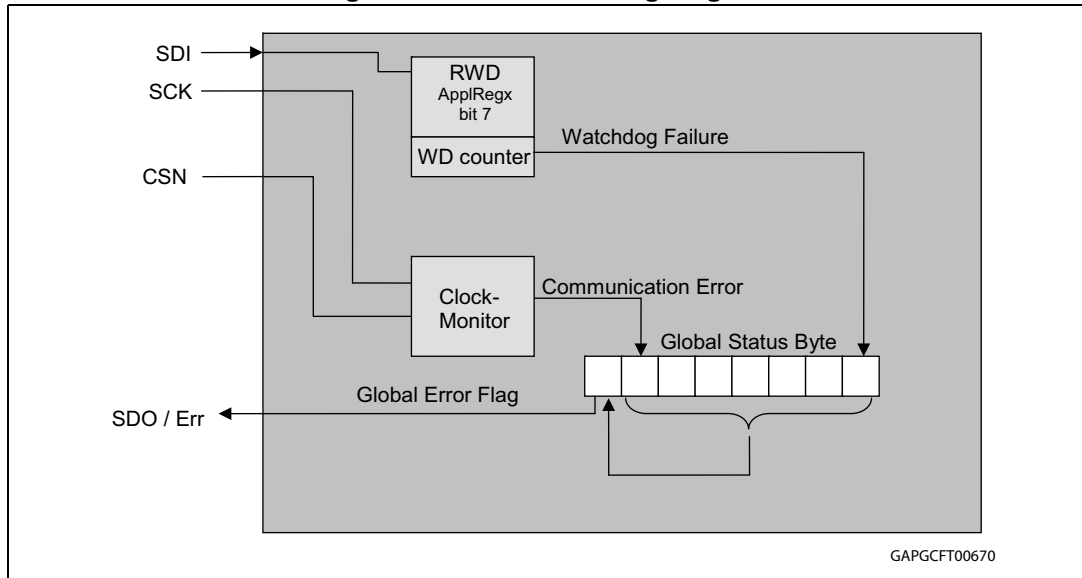 SDI
SCK
CSN
RWD
ApplRegx
bit 7
WD counter
Watchdog Failure
Clock-
Monitor
Communication Error
Global Status Byte
Global Error Flag
SDO / Err
GAPGCFT00670